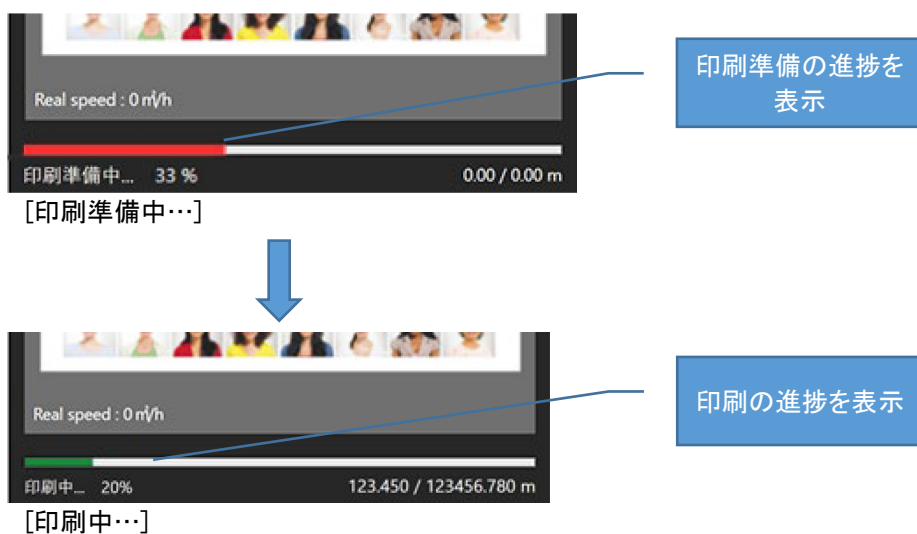 Real speed : 0 ㎡/h
印刷準備の進捗を
表示
印刷準備中... 33 %
0.00 / 0.00 m
[印刷準備中…]
Real speed : 0 ㎡/h
印刷の進捗を表示
印刷中... 20%
123.450 / 123456.780 m
[印刷中…]